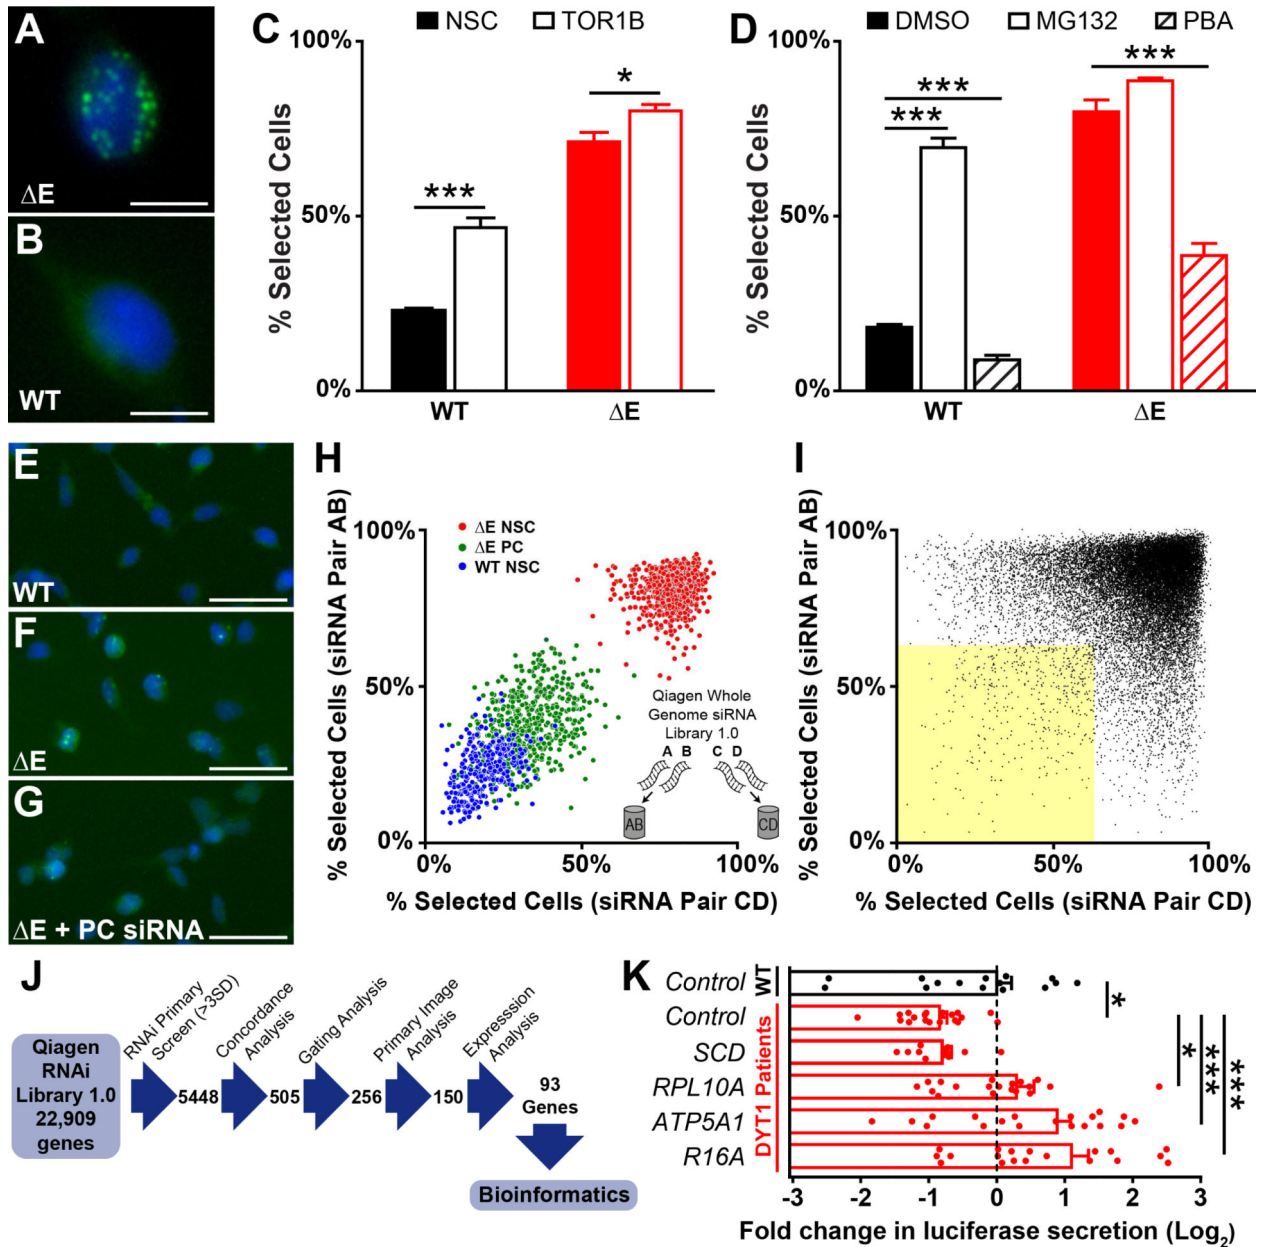 A
ΔE
B
WT
C
NSC
TOR1B
% Selected Cells
100%
50%
0%
***
*
WT
ΔE
D
DMSO
MG132
PBA
% Selected Cells
100%
50%
0%
***
***
***
WT
ΔE
E
WT
F
ΔE
G
ΔE + PC siRNA
H
% Selected Cells (siRNA Pair AB)
100%
50%
0%
ΔE NSC
ΔE PC
WT NSC
Qiagen Whole
Genome siRNA
Library 1.0
A B C D
AB
CD
0%
50%
100%
% Selected Cells (siRNA Pair CD)
I
% Selected Cells (siRNA Pair AB)
100%
50%
0%
0%
50%
100%
% Selected Cells (siRNA Pair CD)
J
Qiagen
RNAi
Library 1.0
22,909
genes
RNAi Primary
Screen (>3SD)
5448
Concordance
Analysis
505
Gating Analysis
256
Primary Image
Analysis
150
Expresssion
Analysis
93
Genes
Bioinformatics
K
WT
DYT1 Patients
Control
Control
SCD
RPL10A
ATP5A1
R16A
*
*
***
***
-3
-2
-1
0
1
2
3
Fold change in luciferase secretion (Log2)